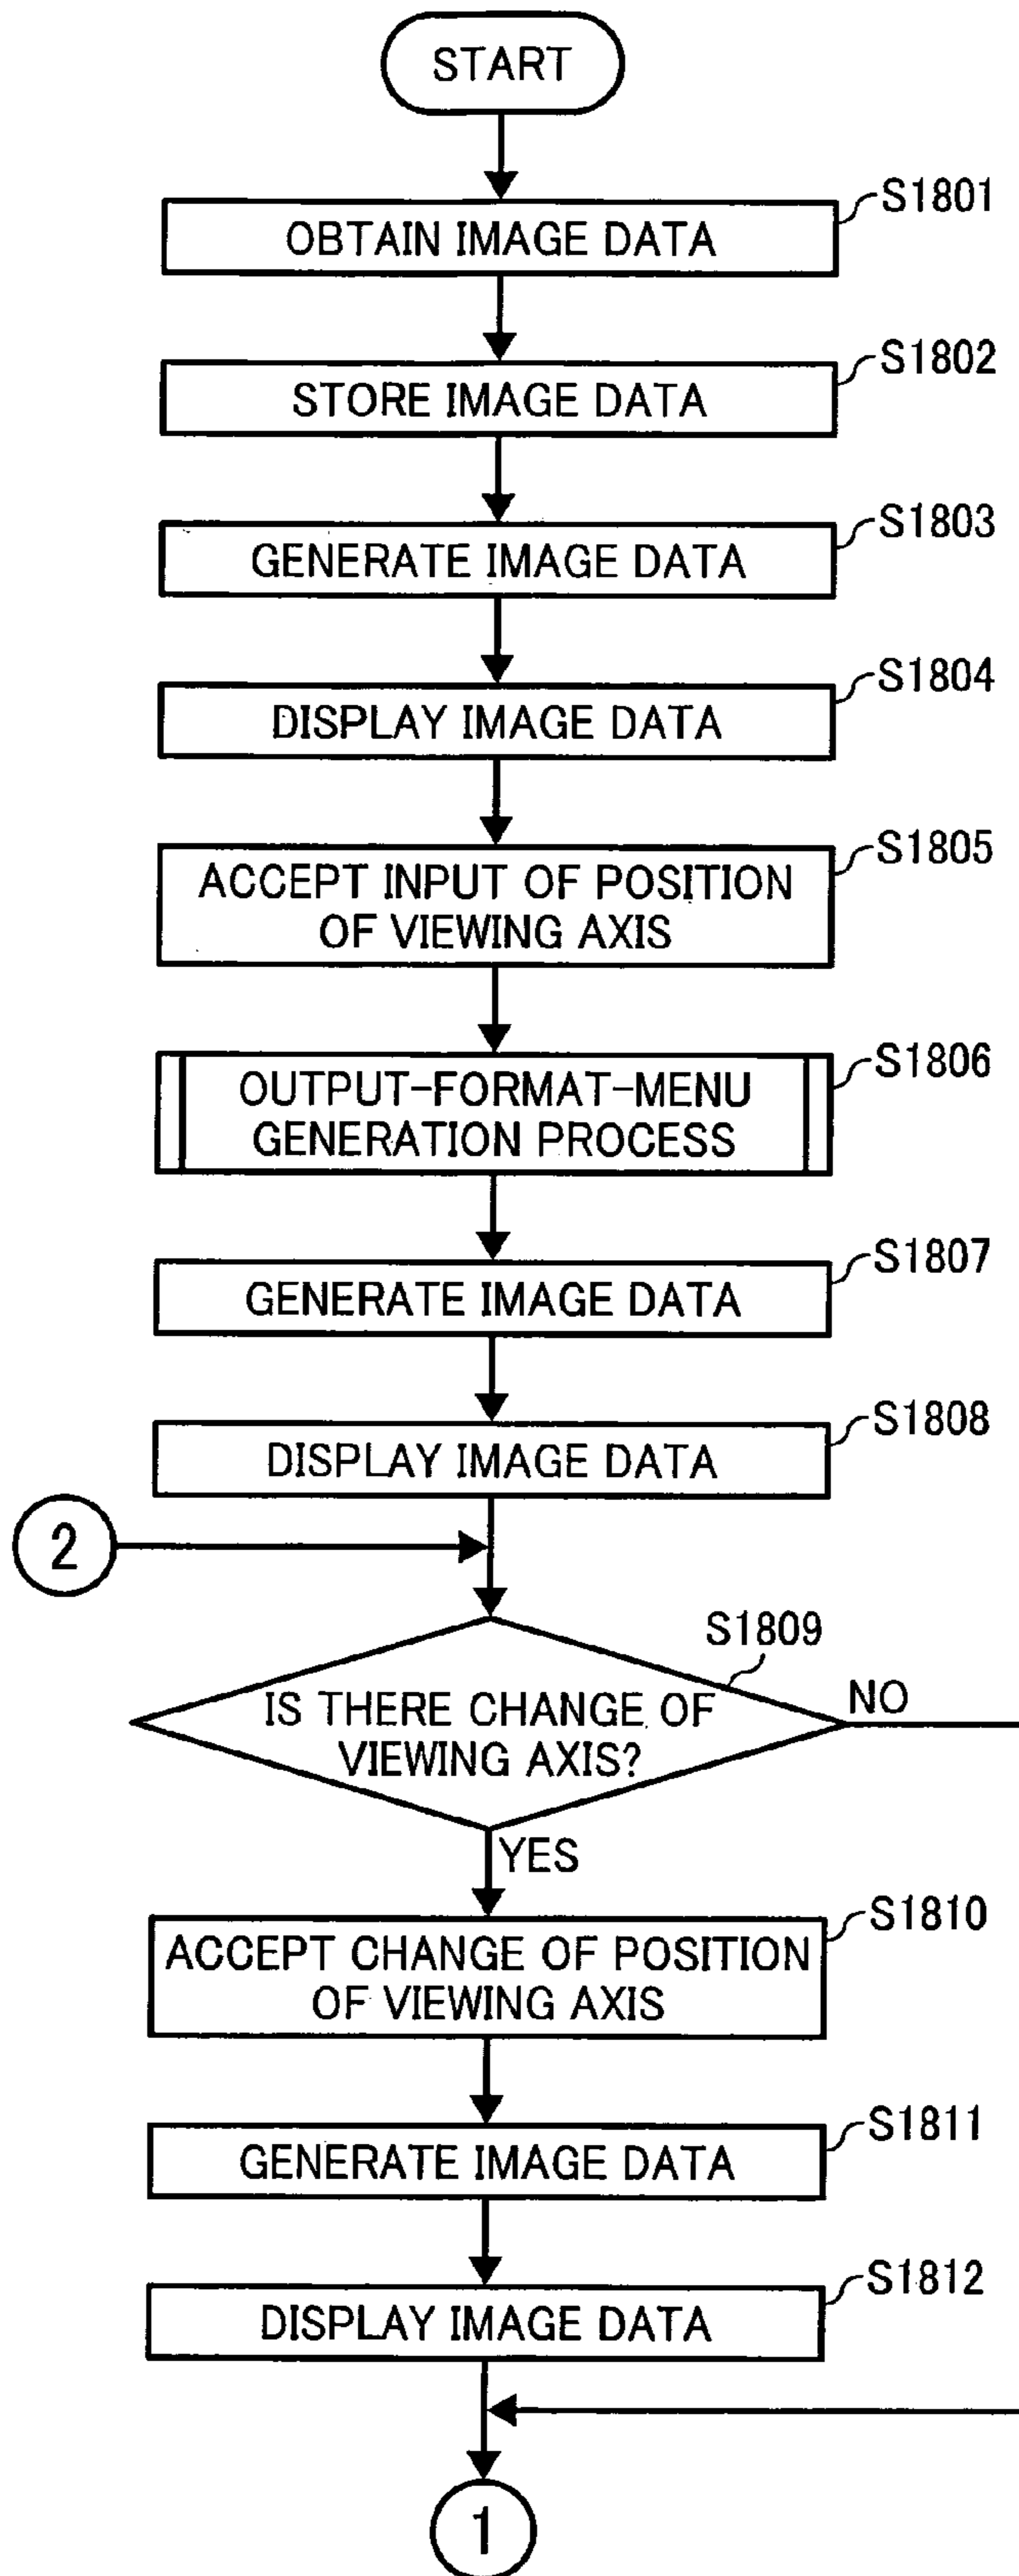 START
S1801
OBTAIN IMAGE DATA
S1802
STORE IMAGE DATA
S1803
GENERATE IMAGE DATA
S1804
DISPLAY IMAGE DATA
S1805
ACCEPT INPUT OF POSITION
OF VIEWING AXIS
S1806
OUTPUT-FORMAT-MENU
GENERATION PROCESS
S1807
GENERATE IMAGE DATA
S1808
DISPLAY IMAGE DATA
2
S1809
IS THERE CHANGE OF
VIEWING AXIS?
NO
YES
S1810
ACCEPT CHANGE OF POSITION
OF VIEWING AXIS
S1811
GENERATE IMAGE DATA
S1812
DISPLAY IMAGE DATA
1